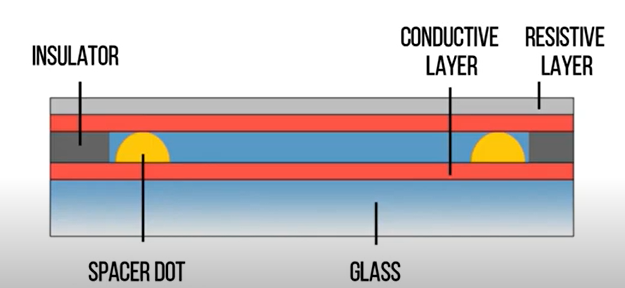 INSULATOR
CONDUCTIVE
LAYER
RESISTIVE
LAYER
SPACER DOT
GLASS